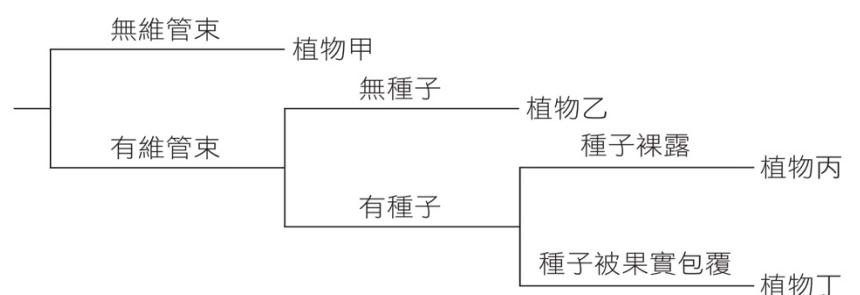 無維管束
植物甲
無種子
植物乙
有維管束
種子裸露
植物丙
有種子
種子被果實包覆
植物丁